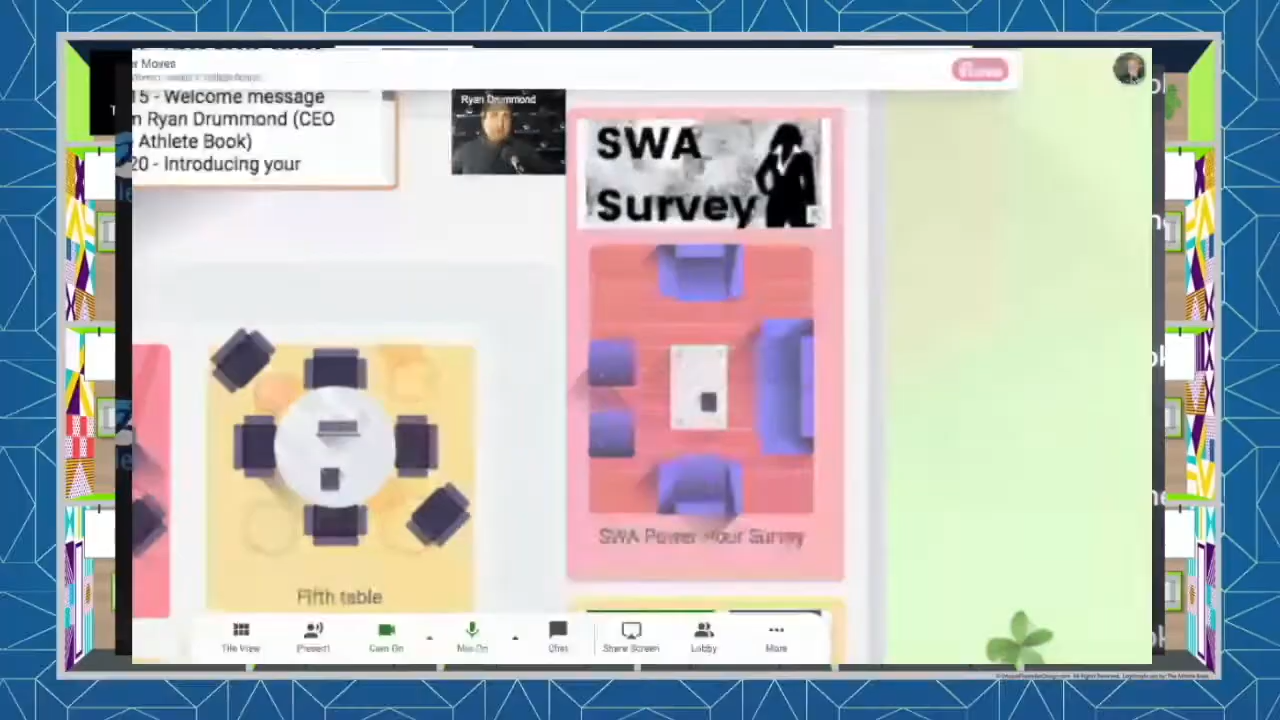 r Moves
15 - Welcome message
n Ryan Drummond (CEO
Athlete Book)
20 - Introducing your
Ryan Drummond
SWA
Survey
SWA Power Hour Survey
Fifth table
Tile View
Present
Cam On
Mic On
Chat
Share Screen
Lobby
More